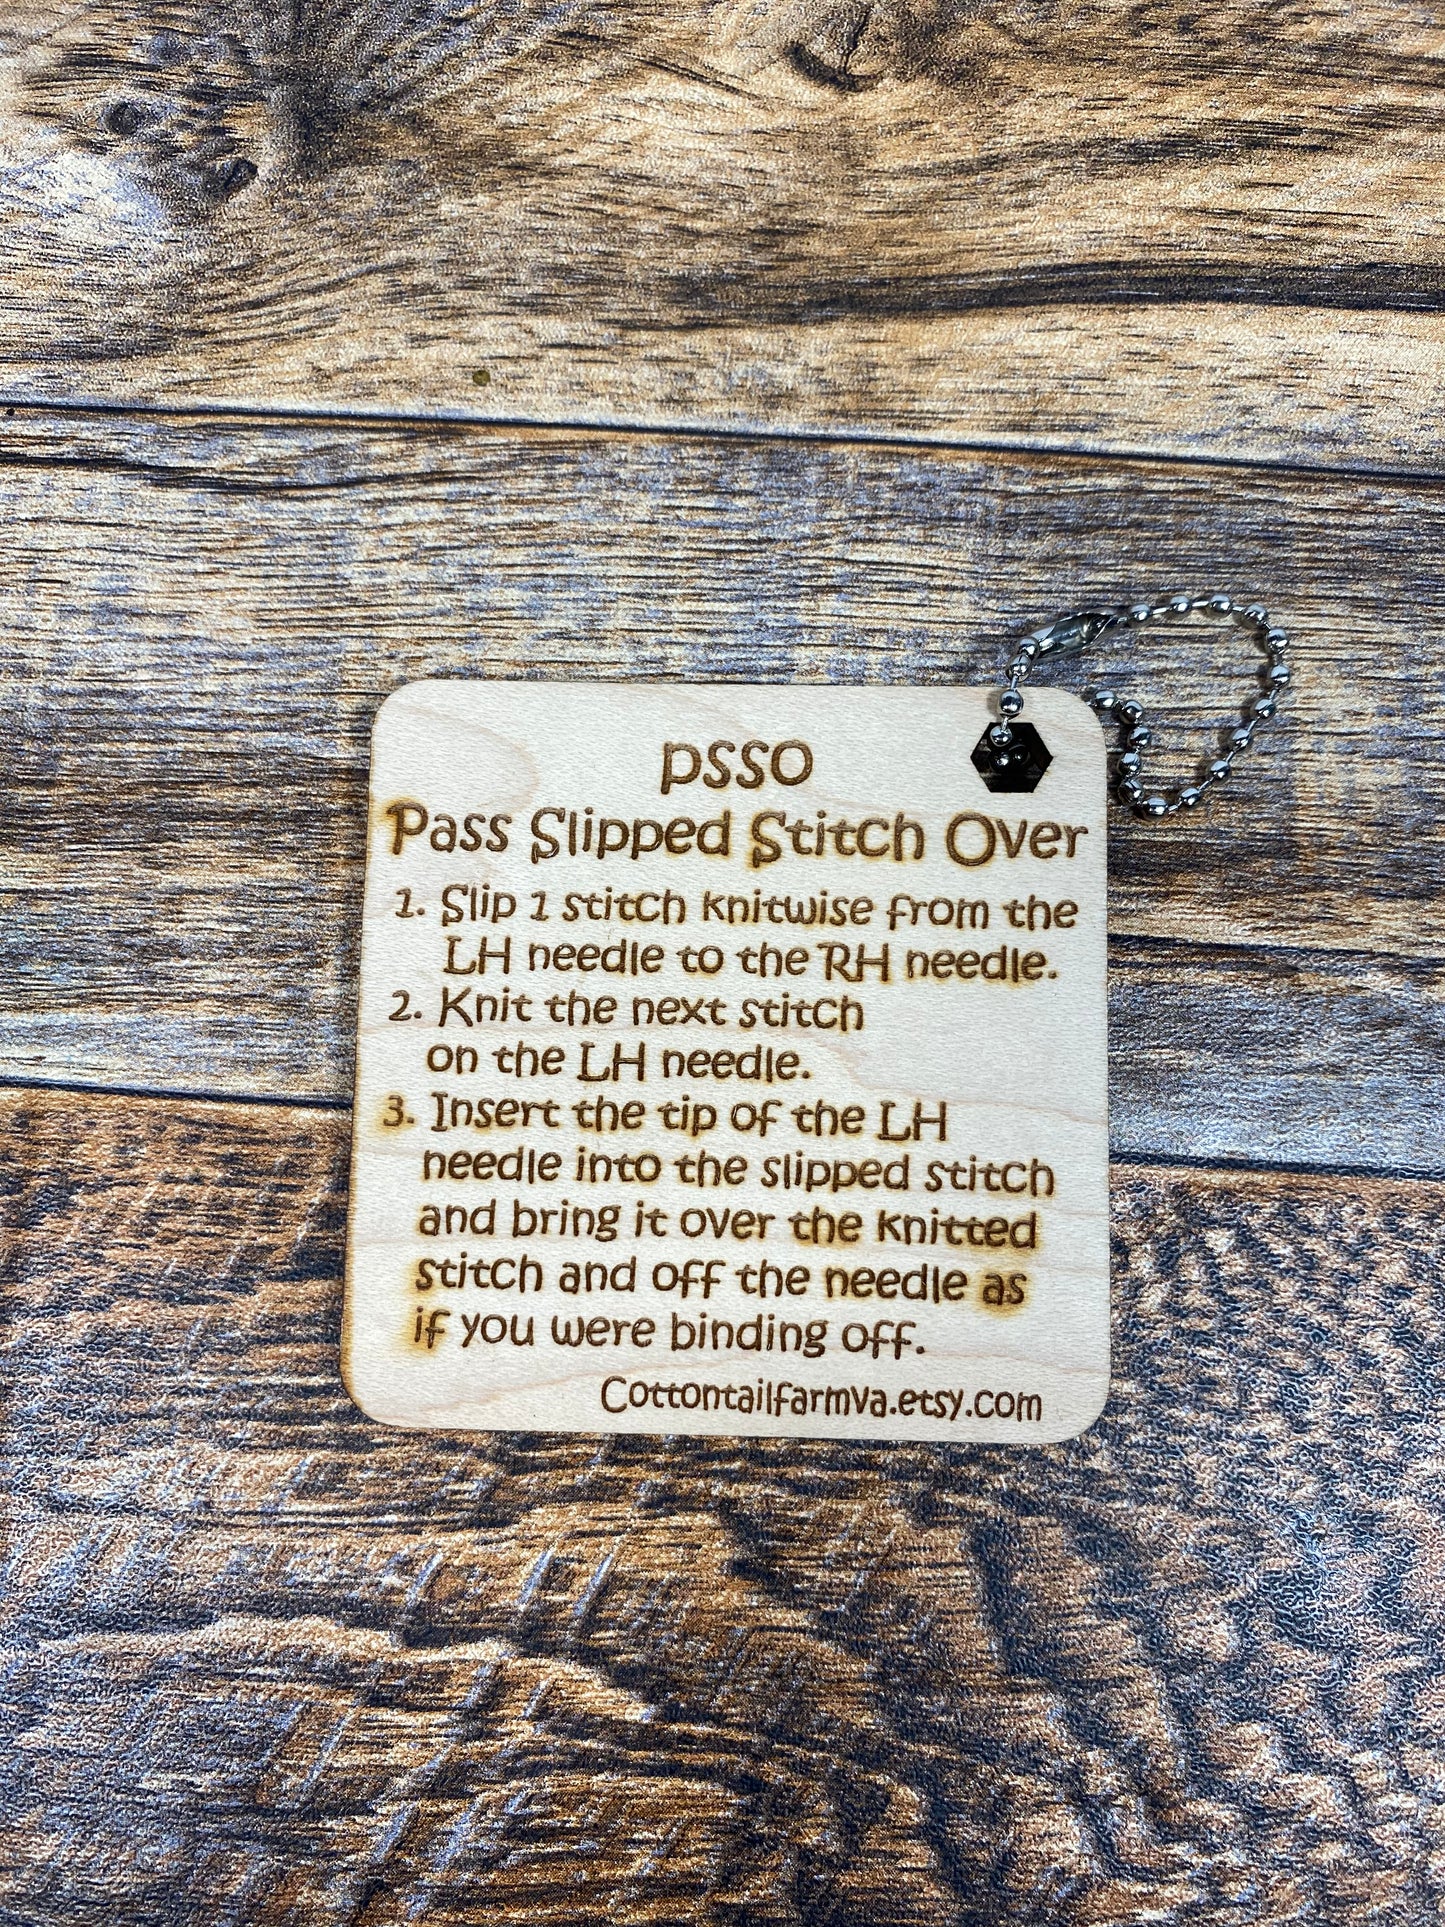 psso
Pass Slipped Stitch Over
1. Slip 1 stitch knitwise from the
LH needle to the RH needle.
2. Knit the next stitch
on the LH needle.
3. Insert the tip of the LH
needle into the slipped stitch
and bring it over the knitted
stitch and off the needle as
if you were binding off.
Cottontailfarmva.etsy.com